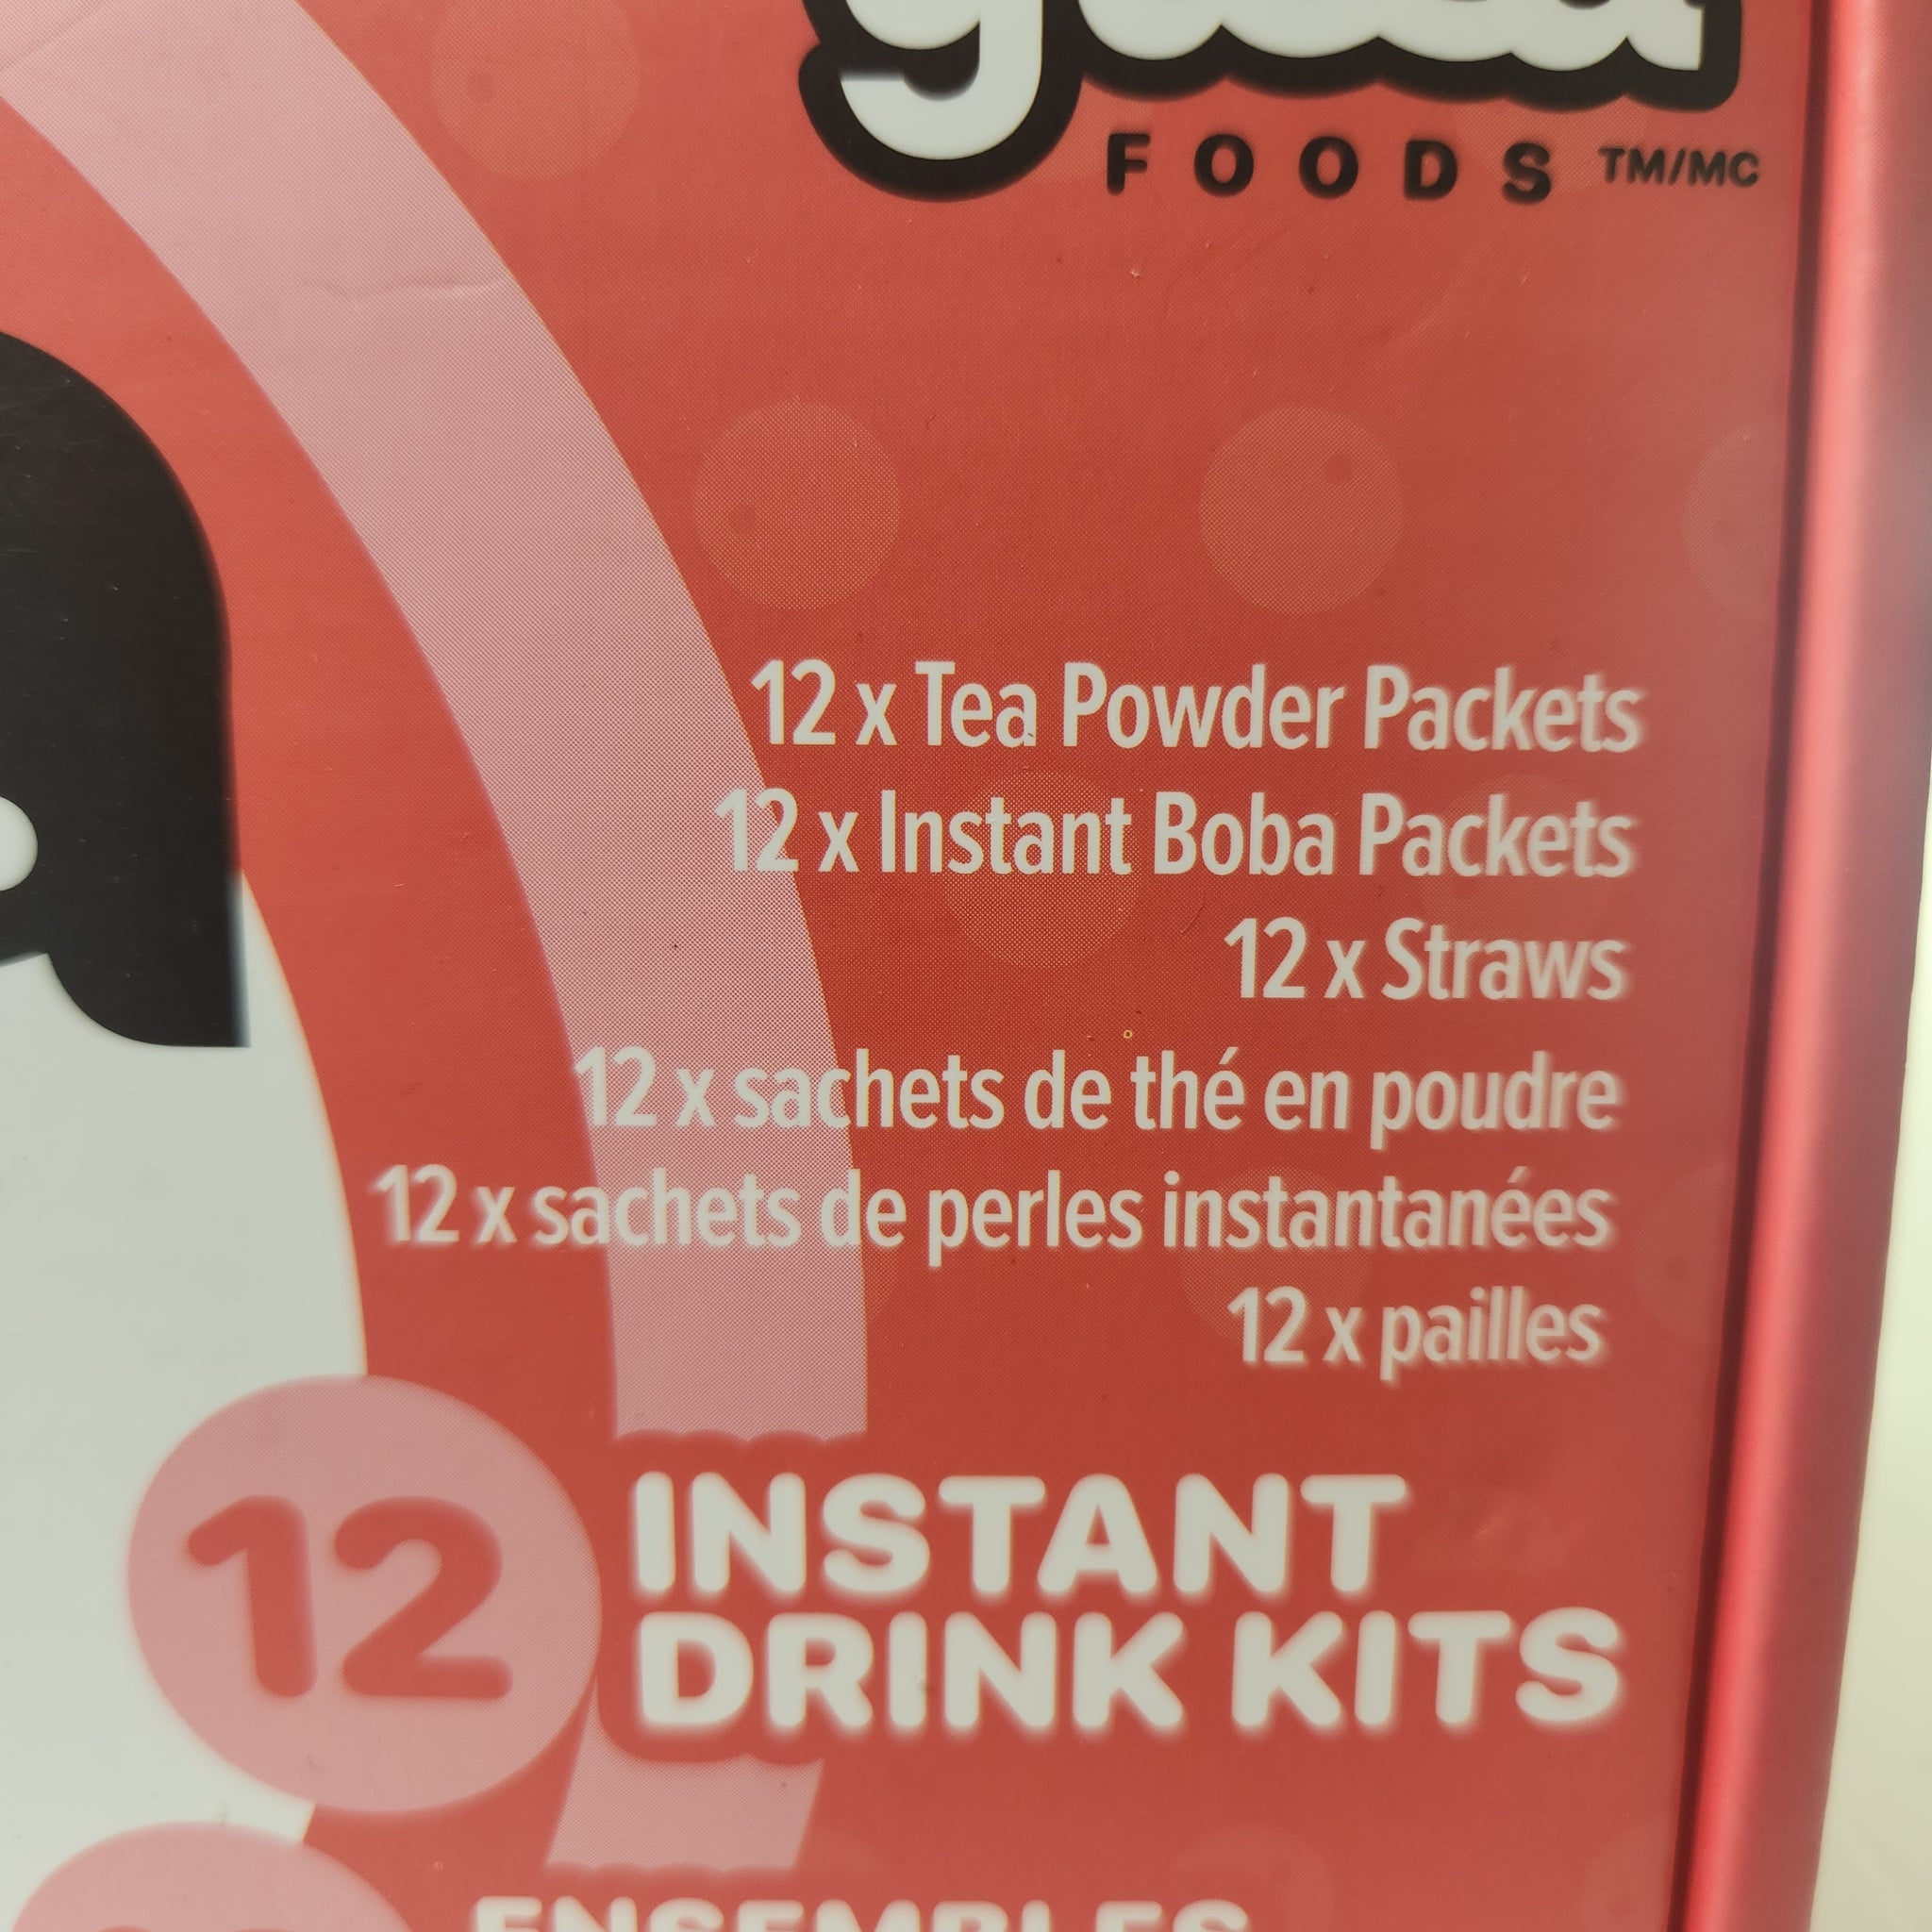 FOODS TM/MC
12 x Tea Powder Packets
12 x Instant Boba Packets
12 x Straws
12 x sachets de thé en poudre
12 x sachets de perles instantanées
12 x pailles
12 INSTANT
DRINK KITS
ENSEMBLES